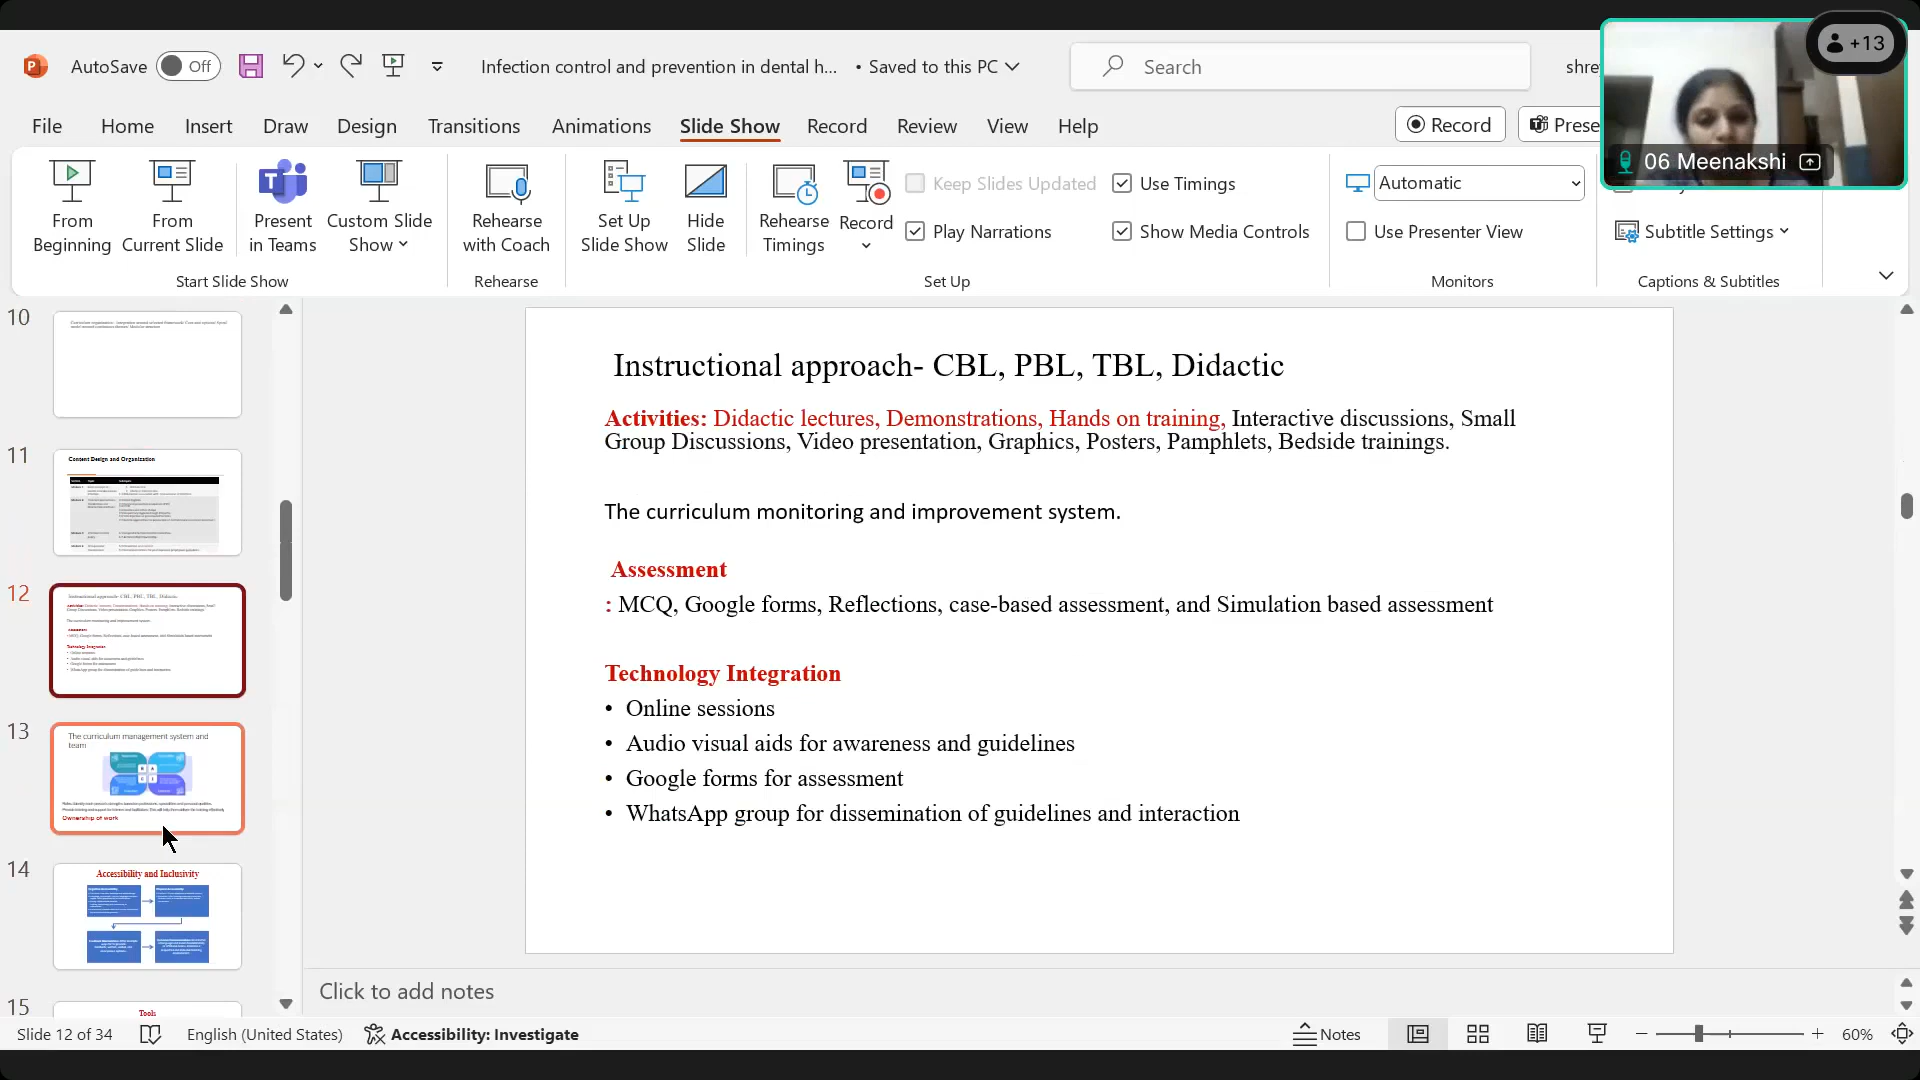 AutoSave Off Infection control and prevention in dental h... • Saved to this PC Search shre
+13
File Home Insert Draw Design Transitions Animations Slide Show Record Review View Help Record Prese
06 Meenakshi
From Beginning
From Current Slide
Present in Teams
Custom Slide Show
Rehearse with Coach
Set Up Slide Show
Hide Slide
Rehearse Timings
Record
Keep Slides Updated
Play Narrations
Use Timings
Show Media Controls
Automatic
Use Presenter View
Subtitle Settings
Start Slide Show Rehearse Set Up Monitors Captions & Subtitles
10
11
Content Design and Organization
12
13
The curriculum management system and
team
Ownership of work
14
Accessibility and Inclusivity
15
Tools
Instructional approach- CBL, PBL, TBL, Didactic
Activities: Didactic lectures, Demonstrations, Hands on training, Interactive discussions, Small
Group Discussions, Video presentation, Graphics, Posters, Pamphlets, Bedside trainings.
The curriculum monitoring and improvement system.
Assessment
: MCQ, Google forms, Reflections, case-based assessment, and Simulation based assessment
Technology Integration
• Online sessions
• Audio visual aids for awareness and guidelines
• Google forms for assessment
• WhatsApp group for dissemination of guidelines and interaction
Click to add notes
Slide 12 of 34 English (United States) Accessibility: Investigate Notes 60%